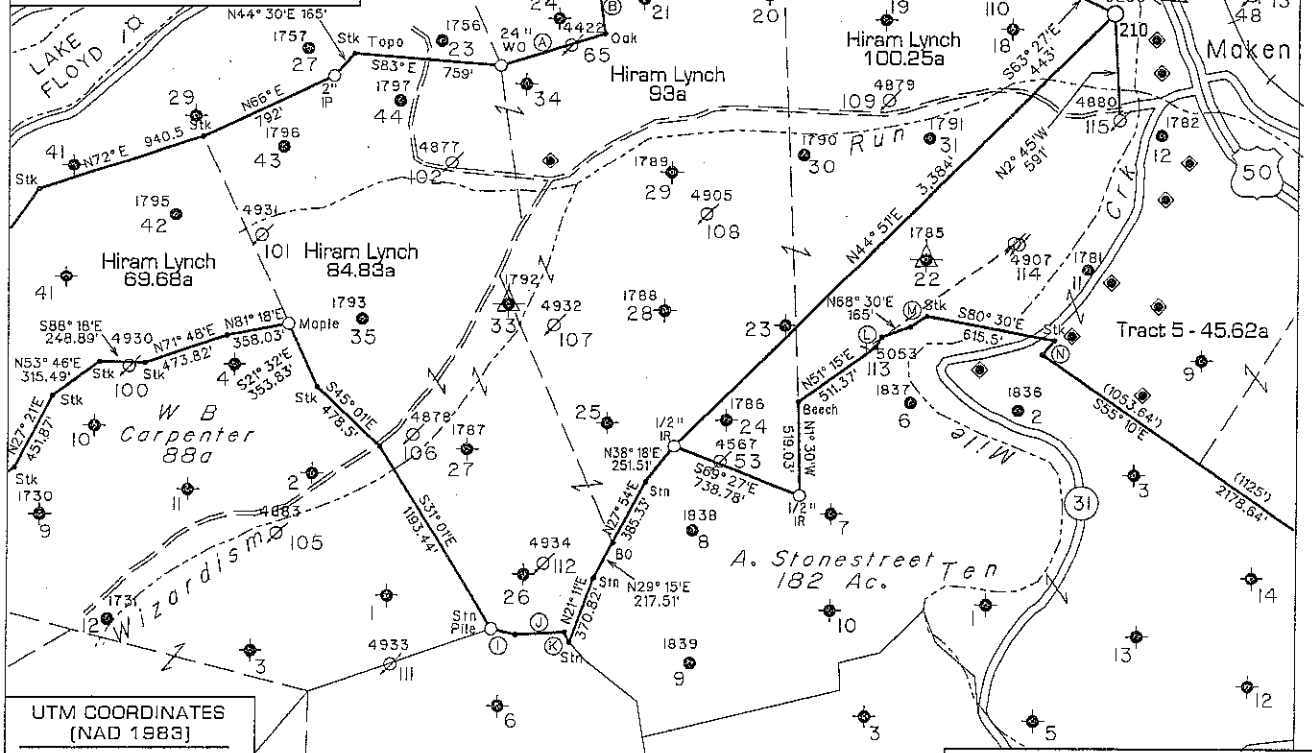 N44° 30'E 165'
24
B
21
20
19
110
210
48
13
LAKE
FLOYD
1
1757
27
Stk
Topo
S83° E
759'
1756
23
24"
WO
A
14422
65
Oak
Hiram Lynch
93a
Hiram Lynch
100.25a
18
S63° 27'E
443'
Maken
29
N66° E
792'
2"
IP
1797
44
34
109
4879
4880
115
N72° E
940.5
Stk
1796
43
4877
102
1789
29
1790
30
Run
1791
31
N2° 45'W
591'
1782
12
50
41
Stk
1795
42
4931
101
4905
108
3,384'
N44° 51'E
Crk
Hiram Lynch
69.68a
Hiram Lynch
84.83a
1785
22
4907
114
1781
11
41
S88° 18'E
248.89'
4930
N71° 48'E
473.82'
N81° 18'E
358.03'
Maple
1793
35
1792
33
4932
107
1788
28
23
N68° 30'E
165'
M
Stk
S80° 30'E
615.5'
Stk
Tract 5 - 45.62a
N53° 46'E
315.49'
Stk
100
Stk
4
S21° 32'E
353.83'
L
5053
113
N
N27° 21'E
451.87'
Stk
W B
Carpenter
88a
Stk
S45° 01'E
478.5'
4878
106
1787
27
25
1786
24
N51° 15'E
511.37'
Beech
1837
6
1836
2
9
10
1/2"
IR
4567
53
S69° 27'E
738.78'
N1° 30'W
519.03'
Mile
(1053.64')
S55° 10'E
Stk
1730
9
11
2
N38° 18'E
251.51'
Stn
1/2"
IR
3
(1125')
2178.64'
4883
105
S31° 01'E
1193.44'
N27° 54'E
385.33'
BO
1838
8
7
31
Wizardism
1731
12
1
26
4934
112
Stn
N29° 15'E
217.51'
A. Stonestreet
182 Ac.
Ten
10
1
14
13
3
4933
111
Stn
Pile
I
J
K
Stn
N21° 11'E
370.82'
1839
9
12
6
3
5
UTM COORDINATES
(NAD 1983)